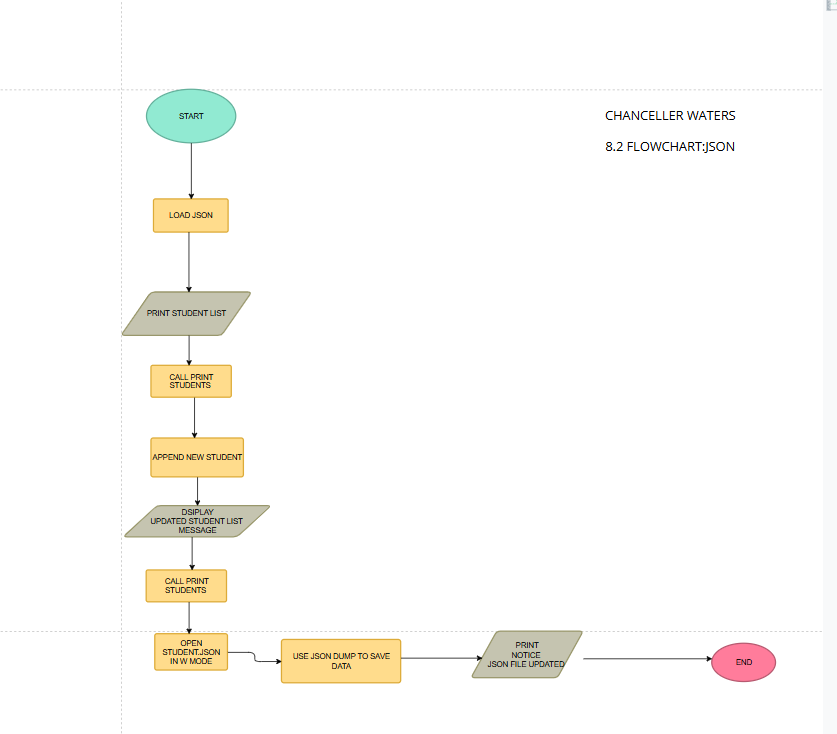 START
CHANCELLER WATERS
8.2 FLOWCHART:JSON
LOAD JSON
PRINT STUDENT LIST
CALL PRINT
STUDENTS
APPEND NEW STUDENT
DSIPLAY
UPDATED STUDENT LIST
MESSAGE
CALL PRINT
STUDENTS
OPEN
STUDENT.JSON
IN W MODE
USE JSON DUMP TO SAVE
DATA
PRINT
NOTICE
JSON FILE UPDATED
END